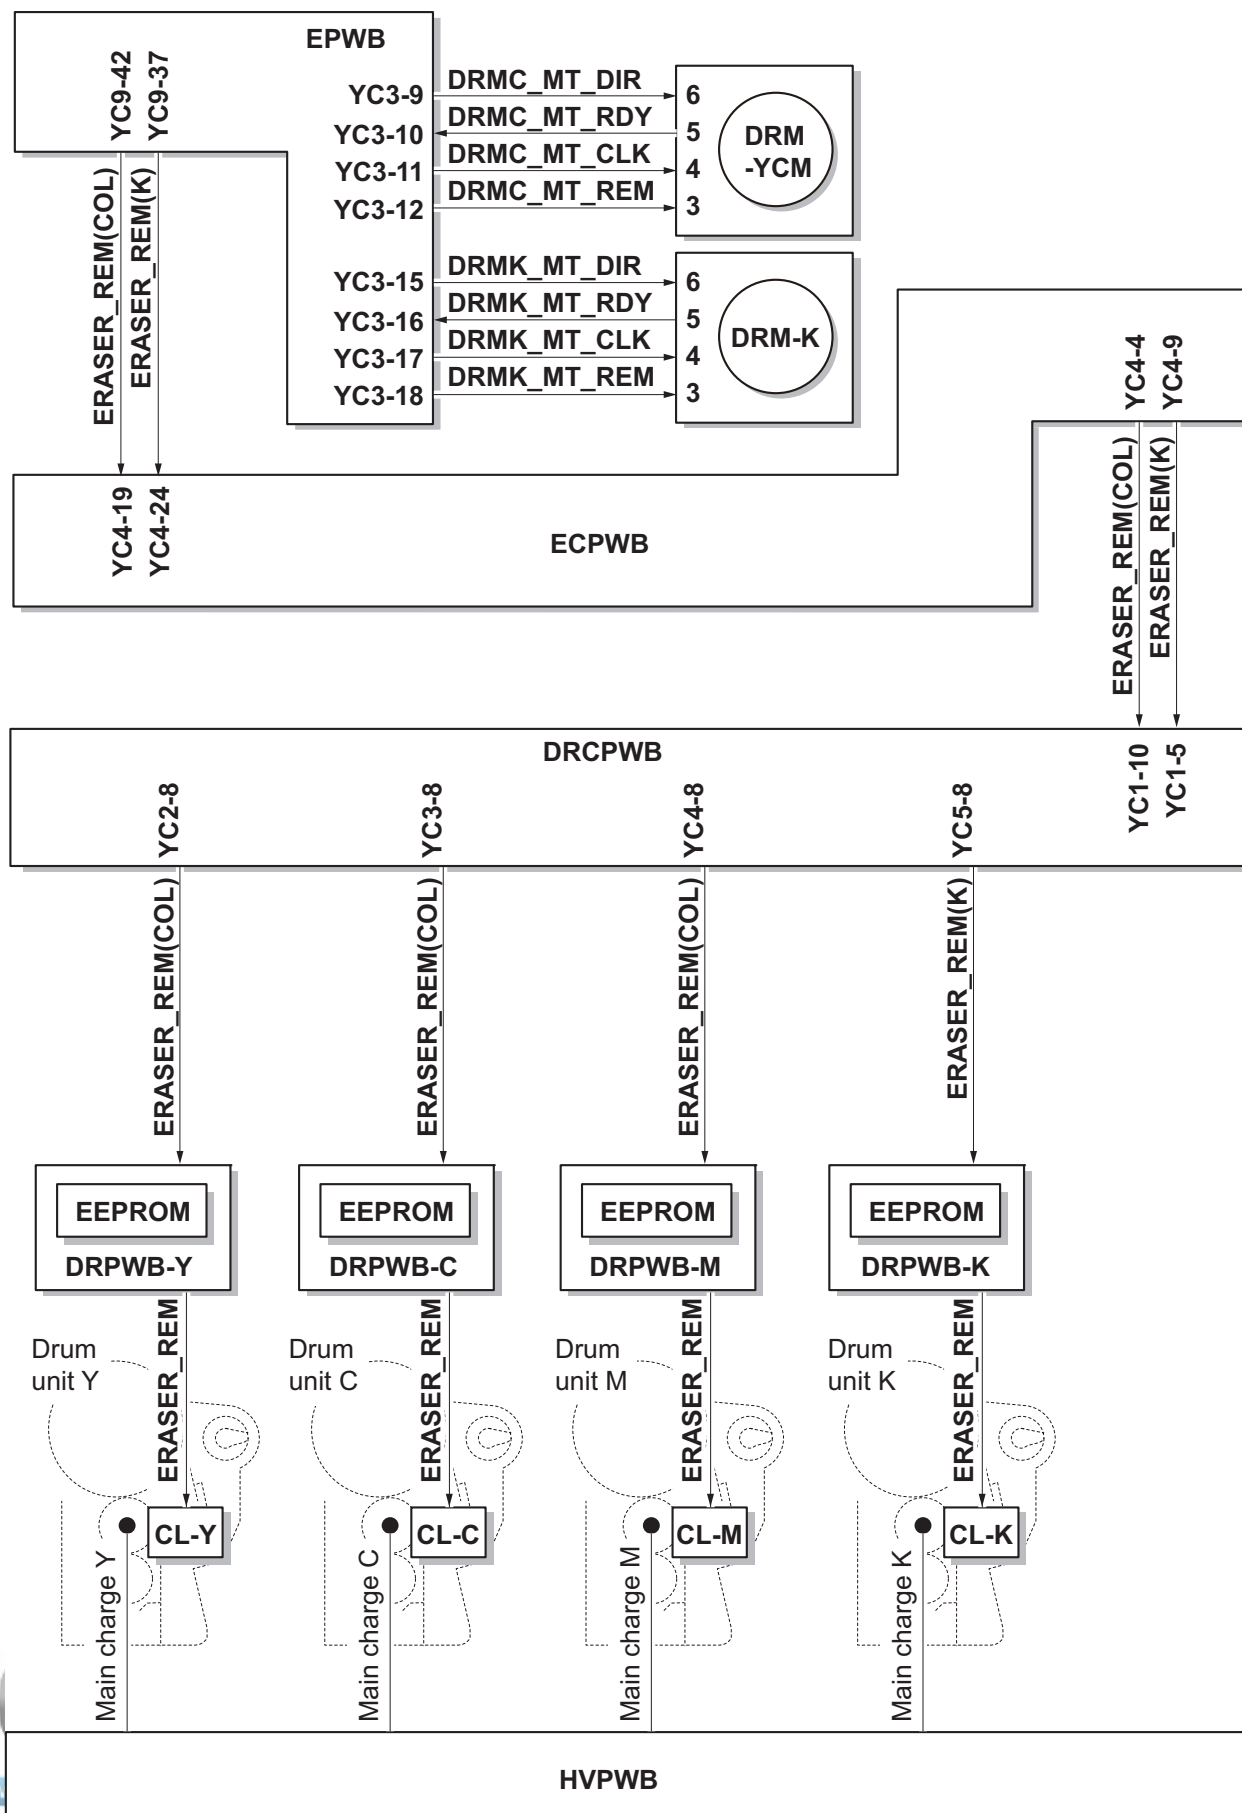 EPWB
YC9-42
YC9-37
YC3-9
DRMC_MT_DIR
6
YC3-10
DRMC_MT_RDY
5
YC3-11
DRMC_MT_CLK
4
YC3-12
DRMC_MT_REM
3
DRM
-YCM
YC3-15
DRMK_MT_DIR
6
YC3-16
DRMK_MT_RDY
5
YC3-17
DRMK_MT_CLK
4
YC3-18
DRMK_MT_REM
3
DRM-K
ERASER_REM(COL)
ERASER_REM(K)
YC4-19
YC4-24
ECPWB
YC4-4
YC4-9
ERASER_REM(COL)
ERASER_REM(K)
DRCPWB
YC1-10
YC1-5
YC2-8
YC3-8
YC4-8
YC5-8
ERASER_REM(COL)
ERASER_REM(COL)
ERASER_REM(COL)
ERASER_REM(K)
EEPROM
DRPWB-Y
EEPROM
DRPWB-C
EEPROM
DRPWB-M
EEPROM
DRPWB-K
Drum
unit Y
ERASER_REM
Drum
unit C
ERASER_REM
Drum
unit M
ERASER_REM
Drum
unit K
ERASER_REM
CL-Y
CL-C
CL-M
CL-K
Main charge Y
Main charge C
Main charge M
Main charge K
HVPWB